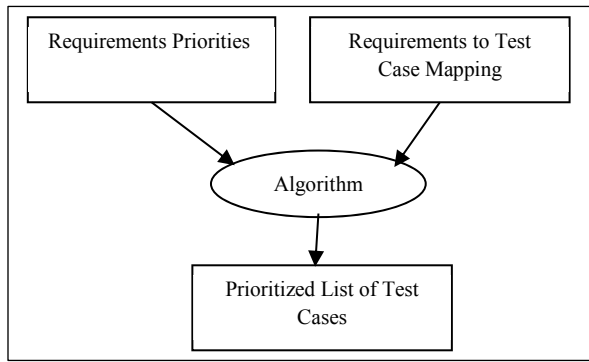 Requirements Priorities
Requirements to Test
Case Mapping
Algorithm
Prioritized List of Test
Cases